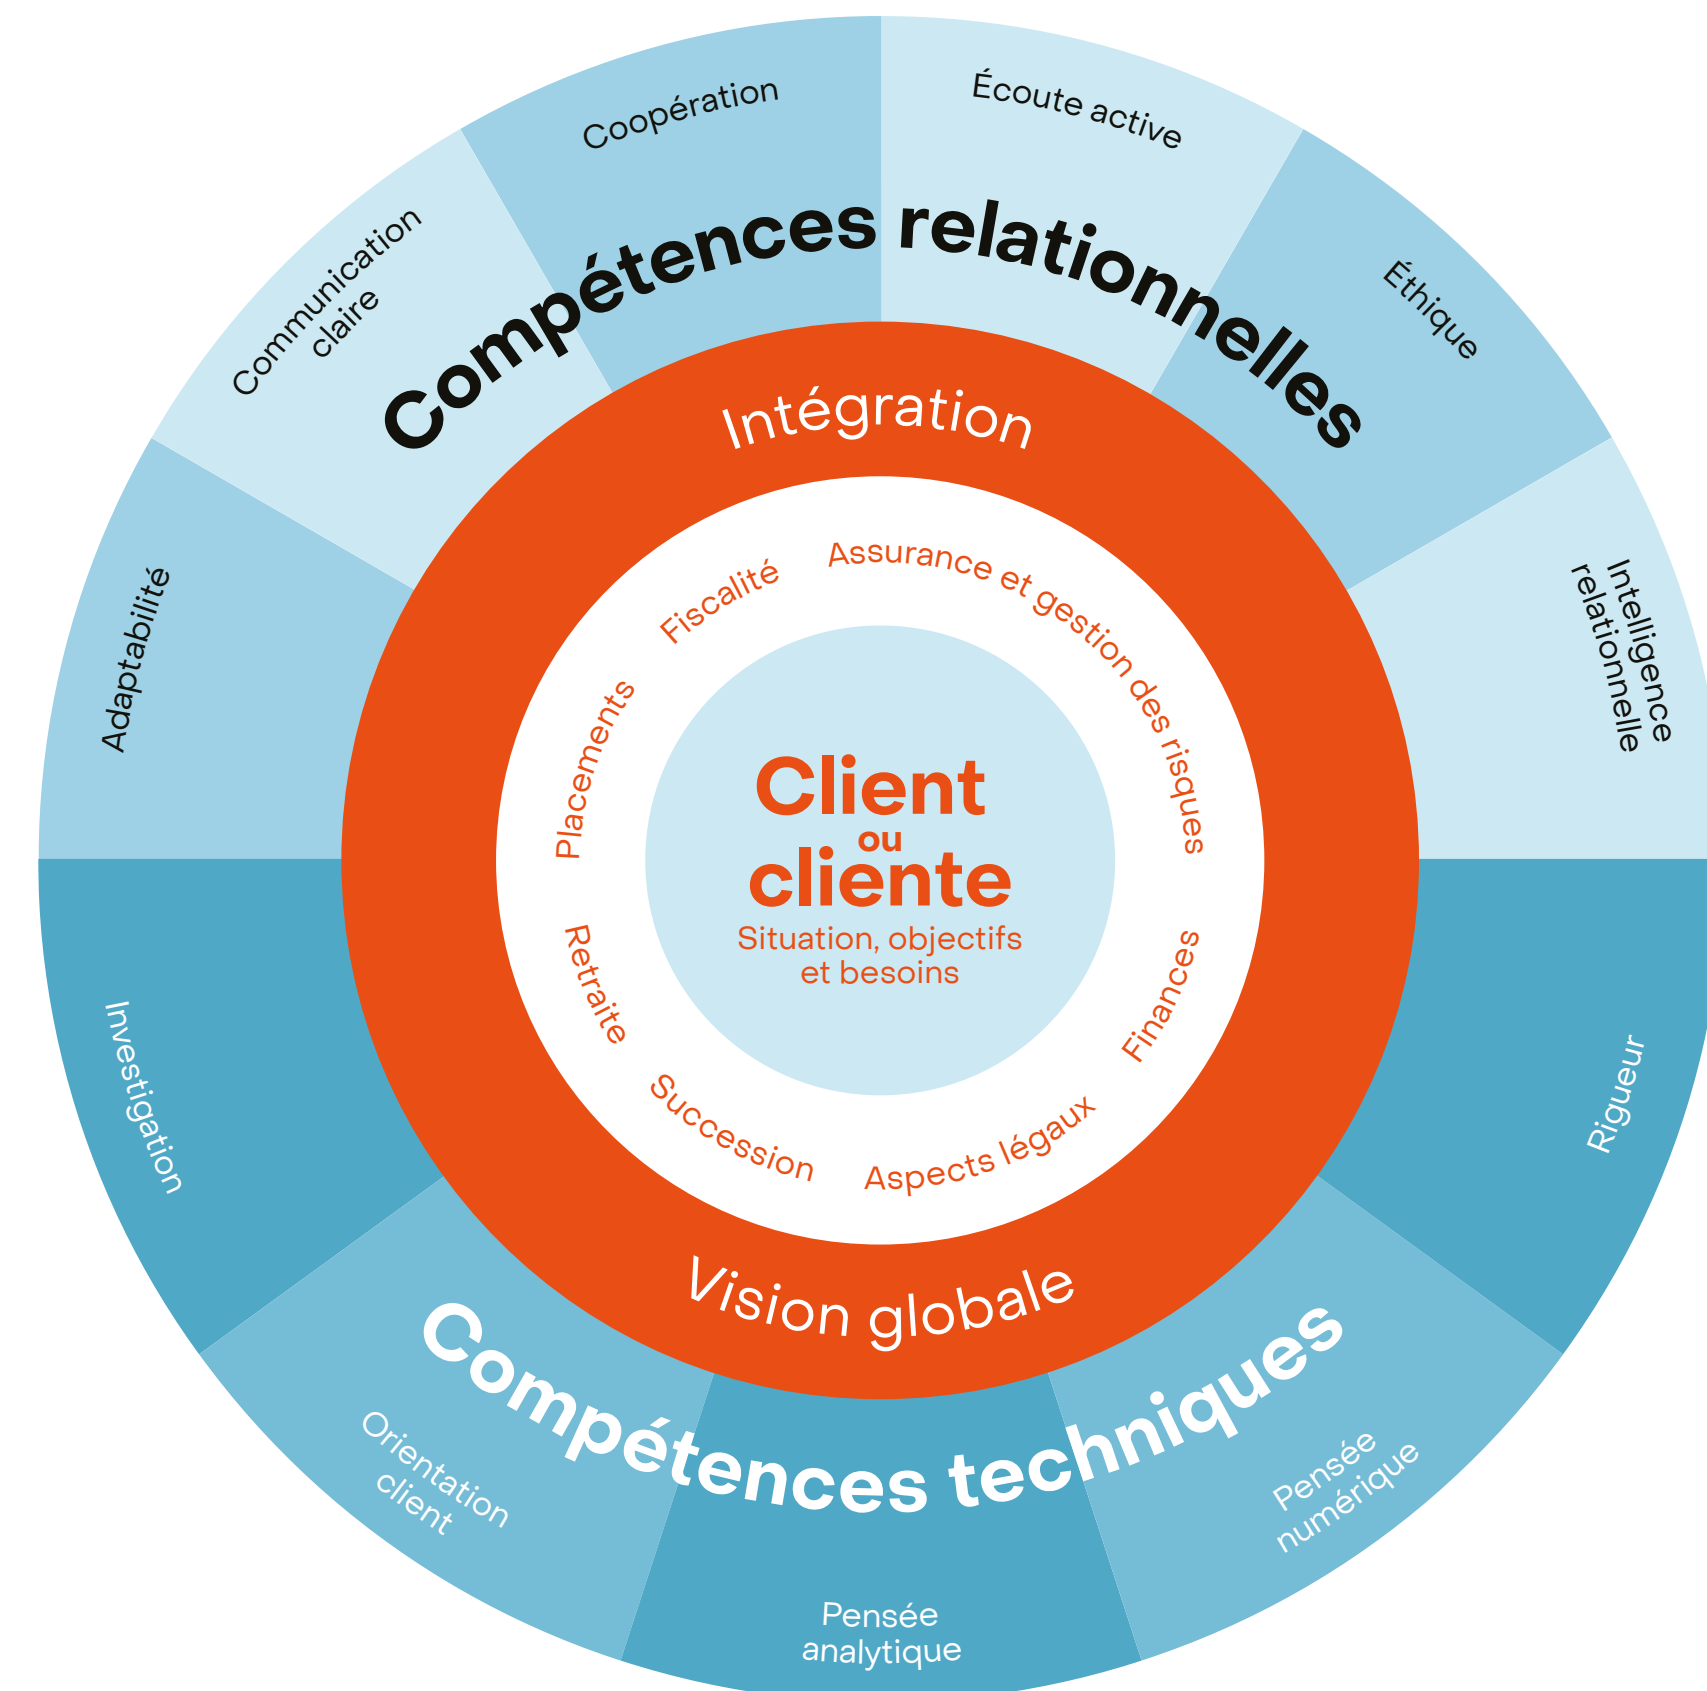 Compétences relationnelles
Adaptabilité
Communication
claire
Coopération
Écoute active
Éthique
Intelligence
relationnelle
Intégration
Placements
Fiscalité
Assurance et gestion des risques
Finances
Aspects légaux
Succession
Retraite
Client
ou
cliente
Situation, objectifs
et besoins
Vision globale
Compétences techniques
Investigation
Orientation
client
Pensée
analytique
Pensée
numérique
Rigueur